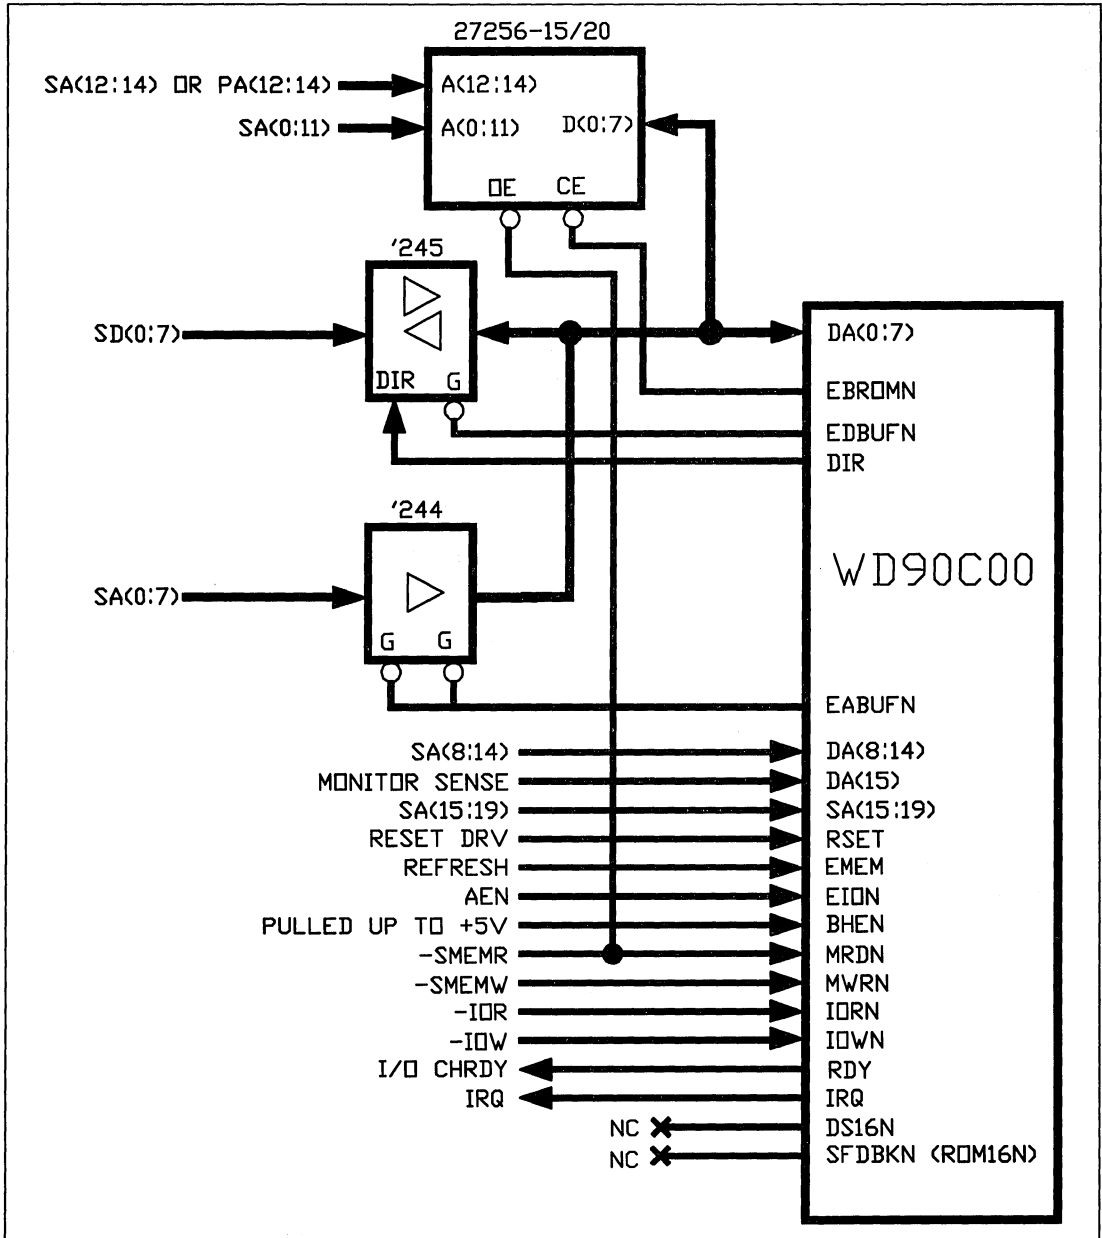 27256-15/20
SA(12:14) OR PA(12:14)
A(12:14)
SA(0:11)
A(0:11)
D(0:7)
OE
CE
'245
SD(0:7)
DIR
G
DA(0:7)
EBROMN
EDBUFN
DIR
'244
SA(0:7)
G
G
WD90C00
EABUFN
SA(8:14)
DA(8:14)
MONITOR SENSE
DA(15)
SA(15:19)
SA(15:19)
RESET DRV
RSET
REFRESH
EMEM
AEN
EION
PULLED UP TO +5V
BHEN
-SMEMR
MRDN
-SMEMW
MWRN
-IOR
IORN
-IOW
IOWN
I/O CHRDY
RDY
IRQ
IRQ
NC
DS16N
NC
SFDBKN (ROM16N)